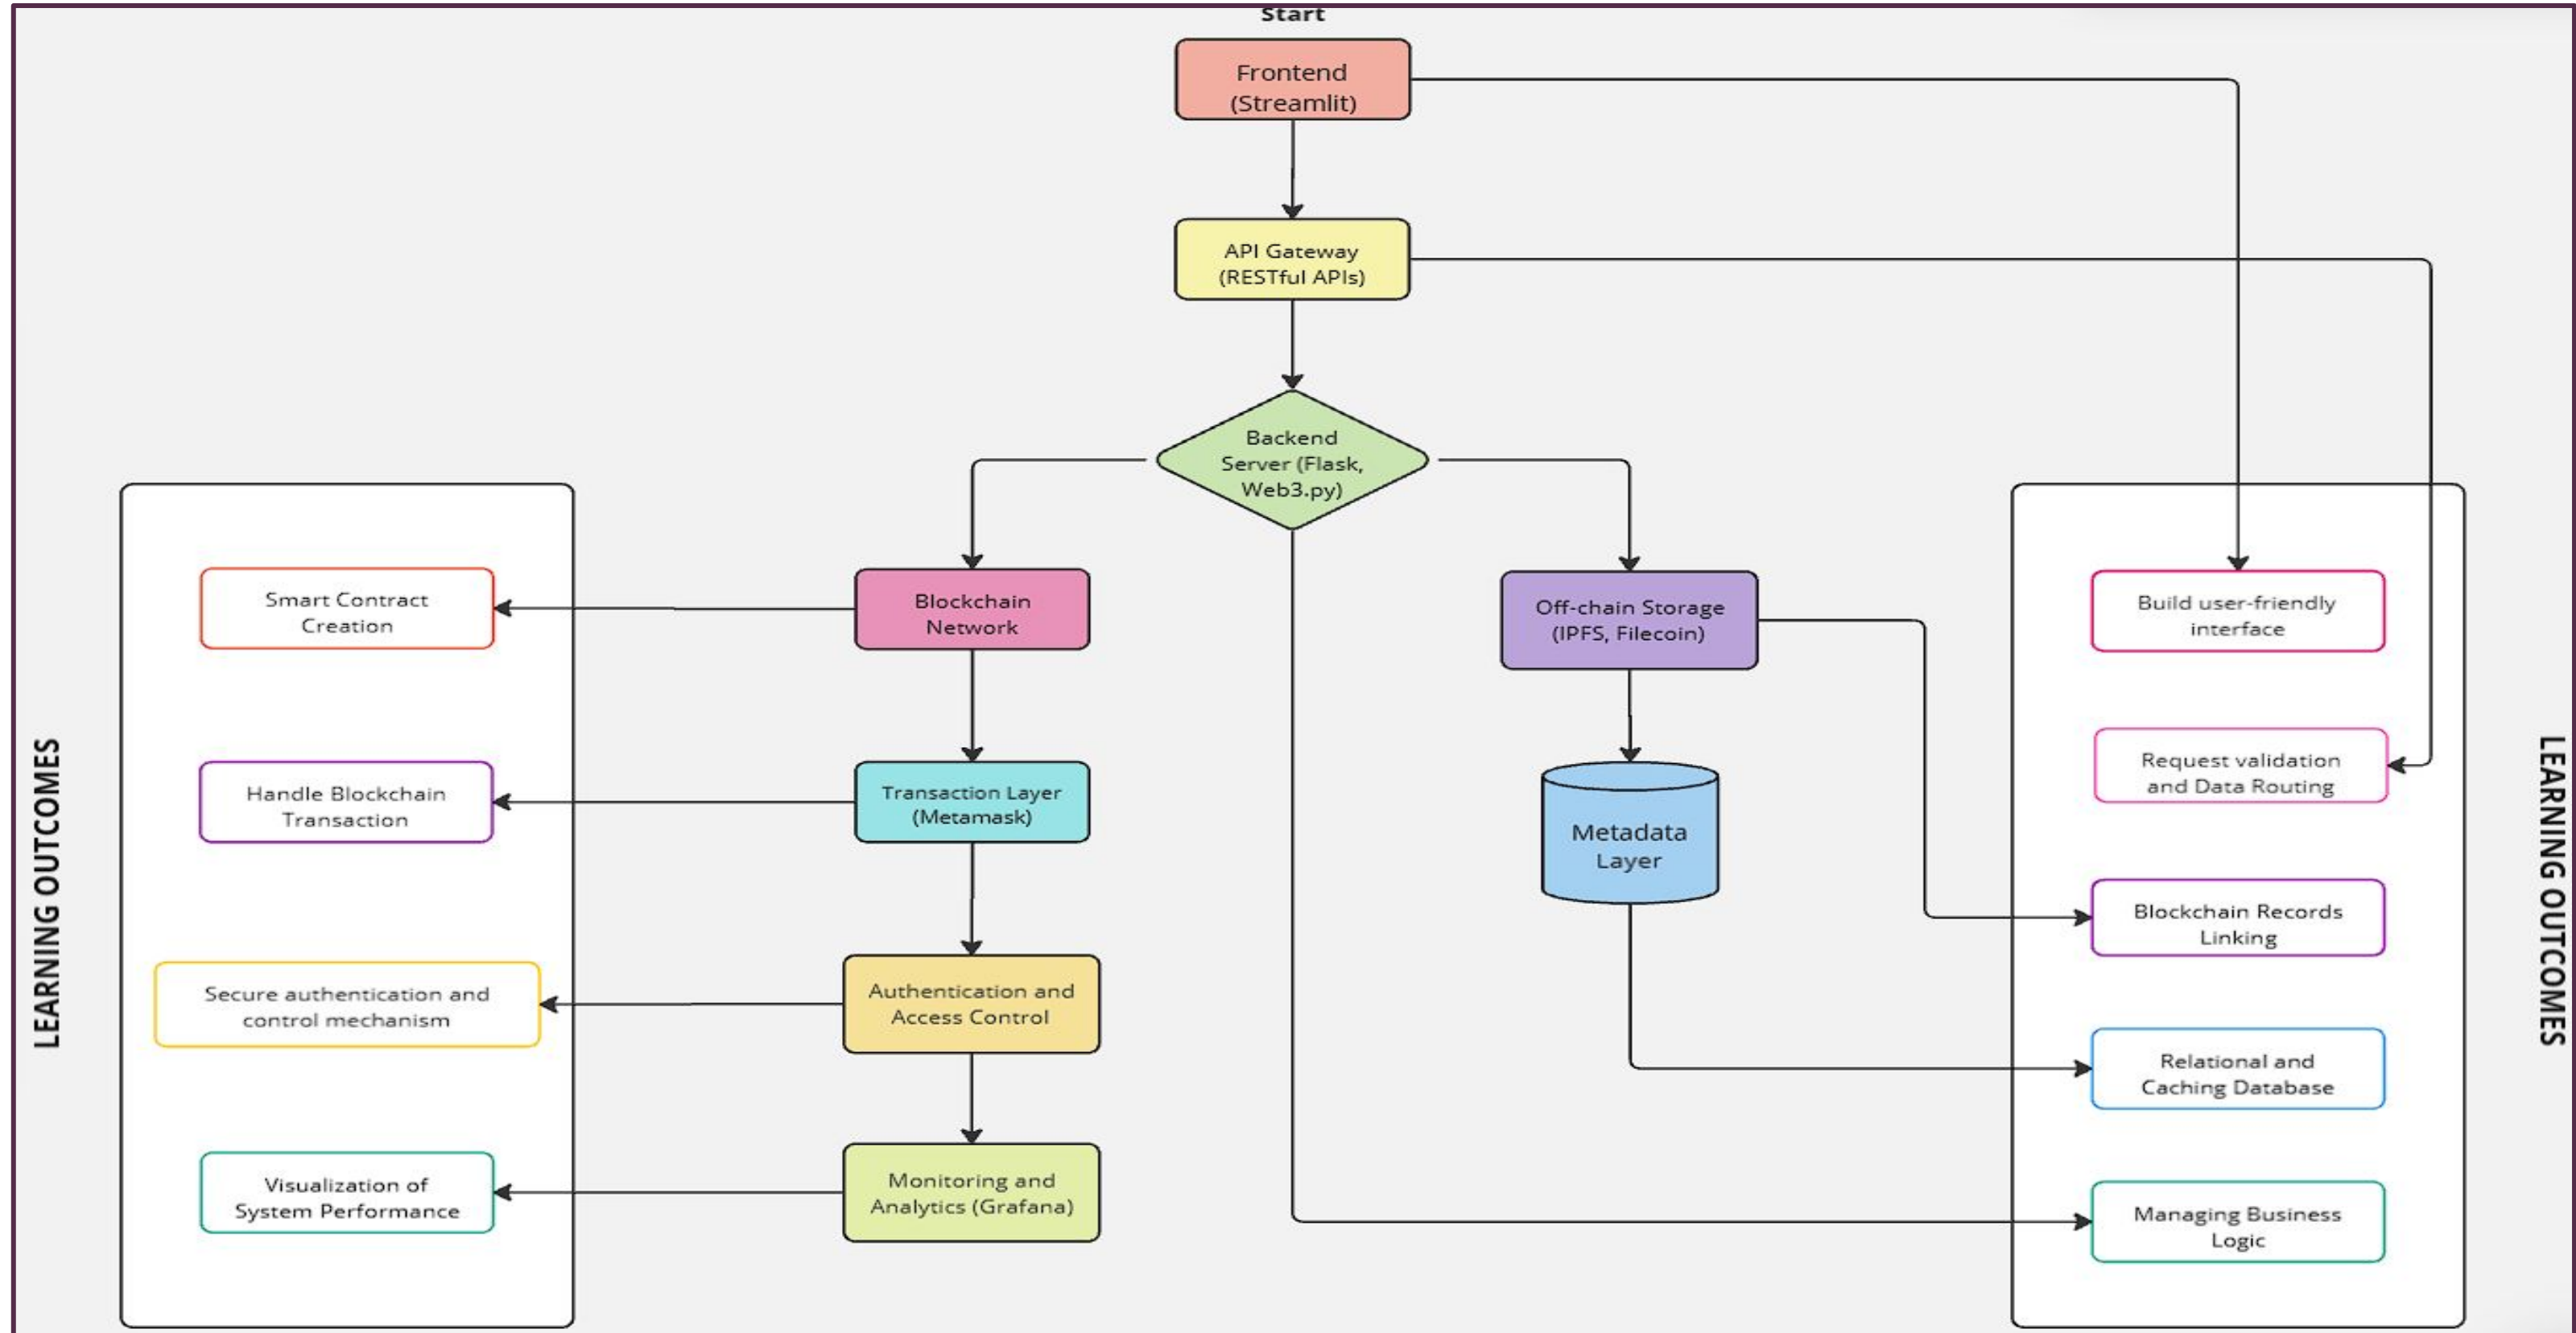 Start
Frontend
(Streamlit)
API Gateway
(RESTful APIs)
Backend
Server (Flask,
Web3.py)
LEARNING OUTCOMES
Smart Contract
Creation
Handle Blockchain
Transaction
Secure authentication and
control mechanism
Visualization of
System Performance
Blockchain
Network
Transaction Layer
(Metamask)
Authentication and
Access Control
Monitoring and
Analytics (Grafana)
Off-chain Storage
(IPFS, Filecoin)
Metadata
Layer
Build user-friendly
interface
Request validation
and Data Routing
Blockchain Records
Linking
Relational and
Caching Database
Managing Business
Logic
LEARNING OUTCOMES